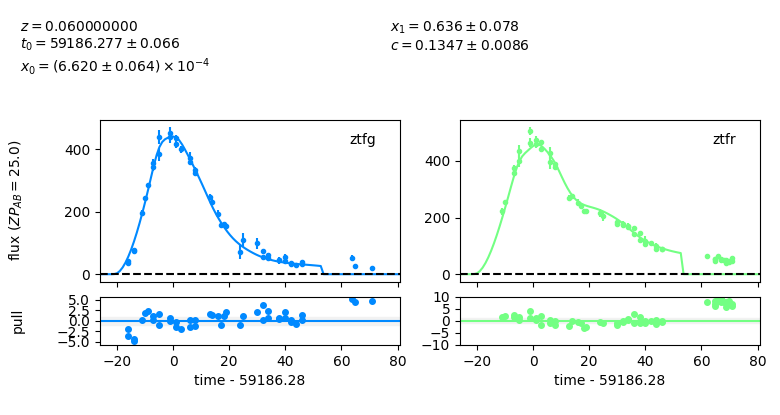 z = 0.060000000
t₀ = 59186.277 ± 0.066
x₀ = (6.620 ± 0.064) × 10⁻⁴
x₁ = 0.636 ± 0.078
c = 0.1347 ± 0.0086
flux (ZP_AB = 25.0)
400
200
0
ztfg
400
200
0
ztfr
pull
5.0
2.5
0.0
−2.5
−5.0
−20 0 20 40 60 80
time - 59186.28
10
5
0
−5
−10
−20 0 20 40 60 80
time - 59186.28